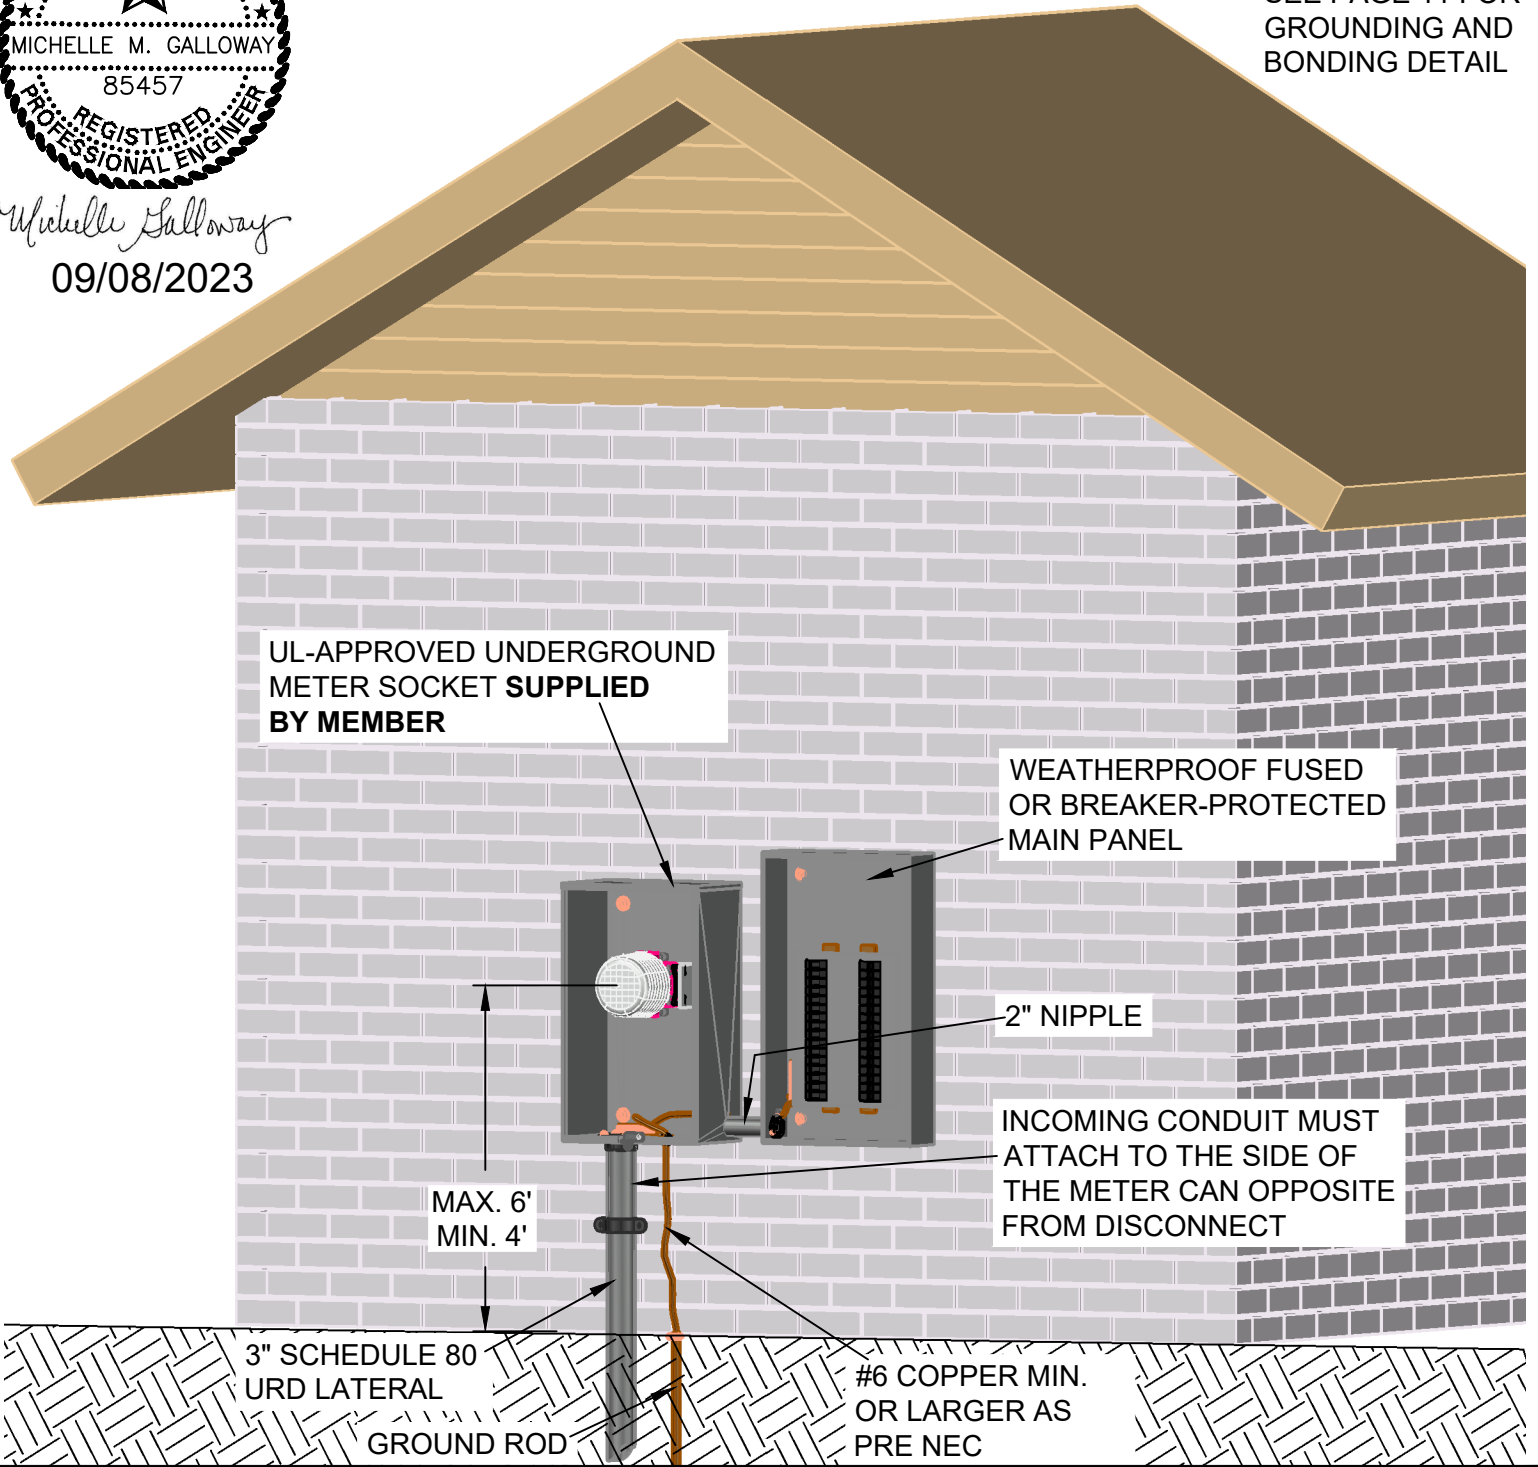 MICHELLE M. GALLOWAY
85457
REGISTERED
PROFESSIONAL ENGINEER
Michelle Galloway
09/08/2023
GROUNDING AND
BONDING DETAIL
UL-APPROVED UNDERGROUND
METER SOCKET SUPPLIED
BY MEMBER
WEATHERPROOF FUSED
OR BREAKER-PROTECTED
MAIN PANEL
2" NIPPLE
INCOMING CONDUIT MUST
ATTACH TO THE SIDE OF
THE METER CAN OPPOSITE
FROM DISCONNECT
MAX. 6'
MIN. 4'
3" SCHEDULE 80
URD LATERAL
GROUND ROD
#6 COPPER MIN.
OR LARGER AS
PRE NEC